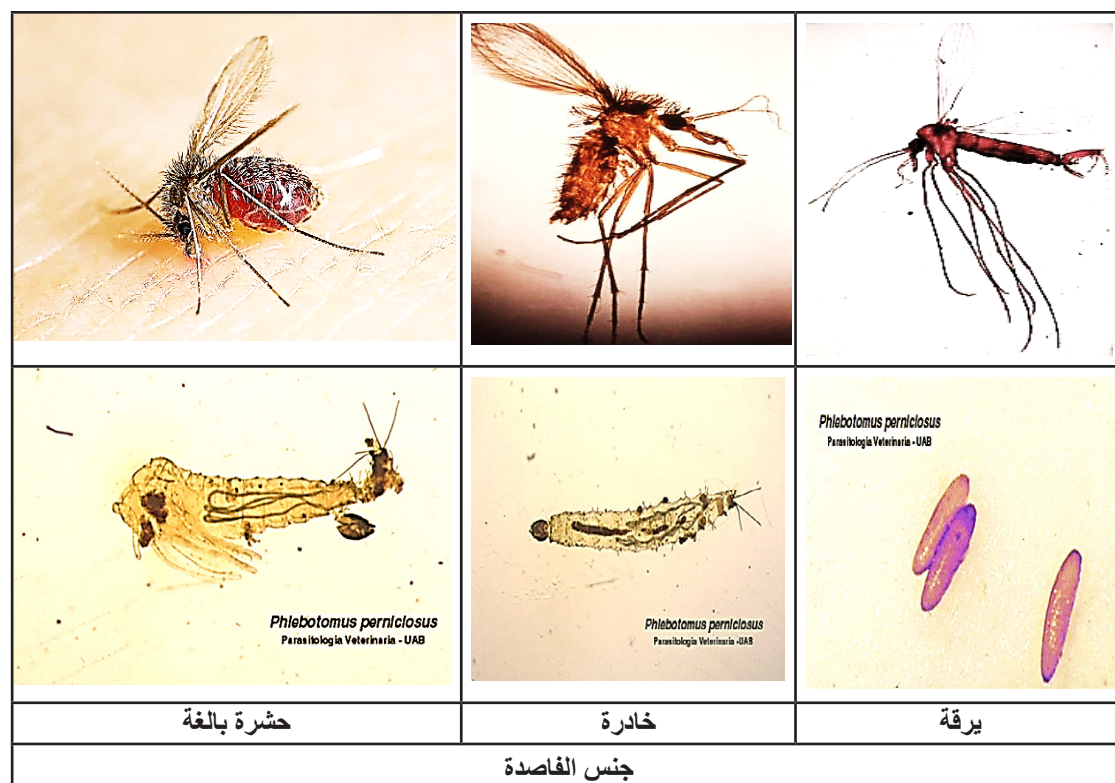 Phlebotomus perniciosus
Parasitologia Veterinaria - UAB
Phlebotomus perniciosus
Parasitologia Veterinaria - UAB
Phlebotomus perniciosus
Parasitologia Veterinaria - UAB
يرقة
خادرة
حشرة بالغة
جنس الفاصدة